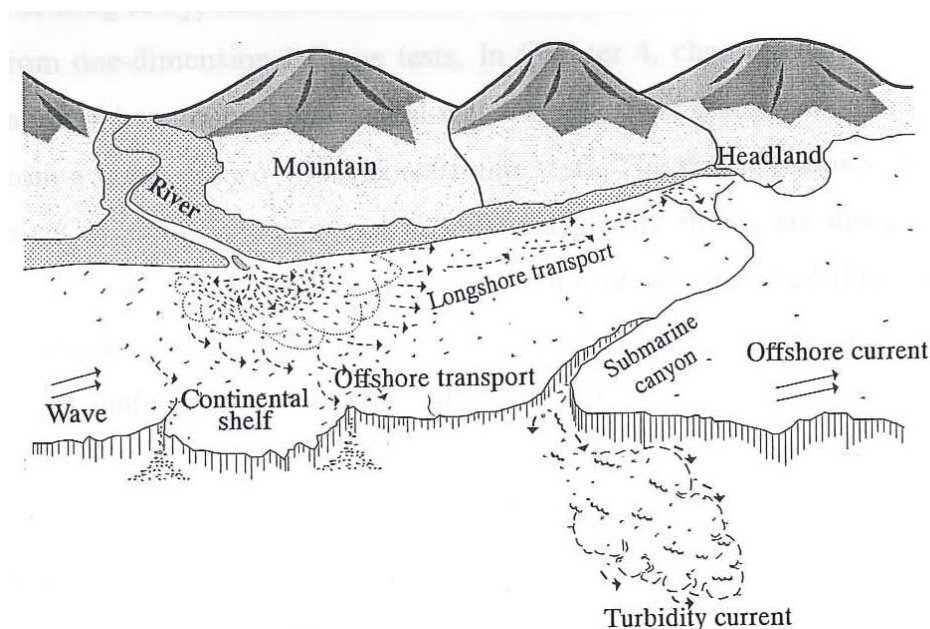 Mountain
Headland
River
Longshore transport
Submarine
canyon
Offshore current
Offshore transport
Continental
shelf
Wave
Turbidity current